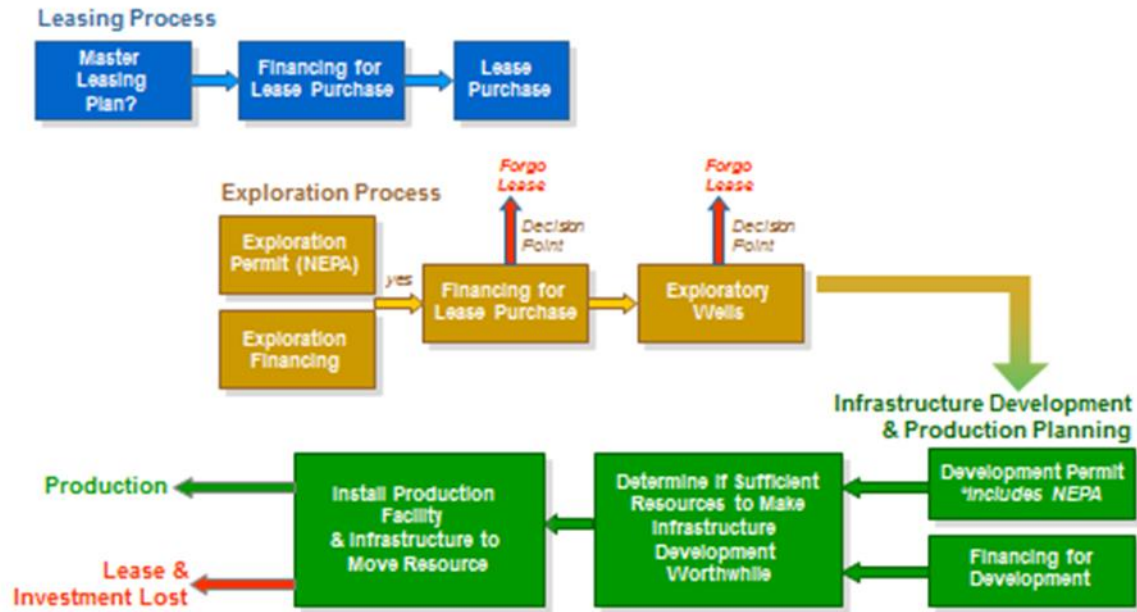 Leasing Process
Master
Leasing
Plan?
Financing for
Lease Purchase
Lease
Purchase
Exploration Process
Forgo
Lease
Decision
Point
Forgo
Lease
Decision
Point
Exploration
Permit (NEPA)
yes
Financing for
Lease Purchase
Exploratory
Wells
Exploration
Financing
Infrastructure Development
& Production Planning
Development Permit
*Includes NEPA
Financing for
Development
Determine if Sufficient
Resources to Make
Infrastructure
Development
Worthwhile
Install Production
Facility
& Infrastructure to
Move Resource
Production
Lease &
Investment Lost